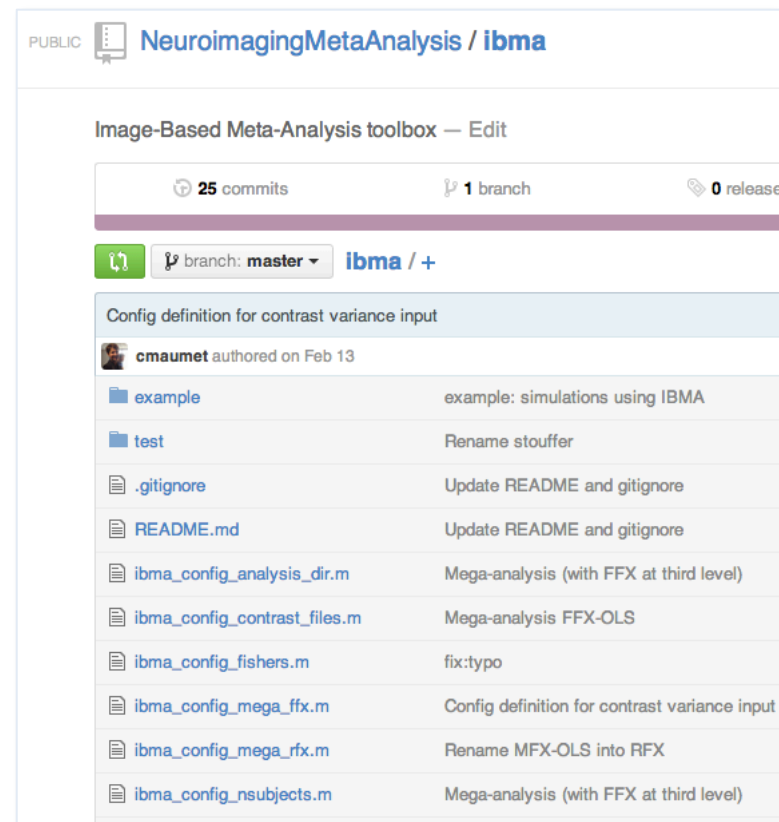 PUBLIC NeuroimagingMetaAnalysis / ibma
Image-Based Meta-Analysis toolbox — Edit
25 commits 1 branch 0 release
branch: master ibma / +
Config definition for contrast variance input
cmaumet authored on Feb 13
example example: simulations using IBMA
test Rename stouffer
.gitignore Update README and gitignore
README.md Update README and gitignore
ibma_config_analysis_dir.m Mega-analysis (with FFX at third level)
ibma_config_contrast_files.m Mega-analysis FFX-OLS
ibma_config_fishers.m fix:typo
ibma_config_mega_ffx.m Config definition for contrast variance input
ibma_config_mega_rfx.m Rename MFX-OLS into RFX
ibma_config_nsubjects.m Mega-analysis (with FFX at third level)